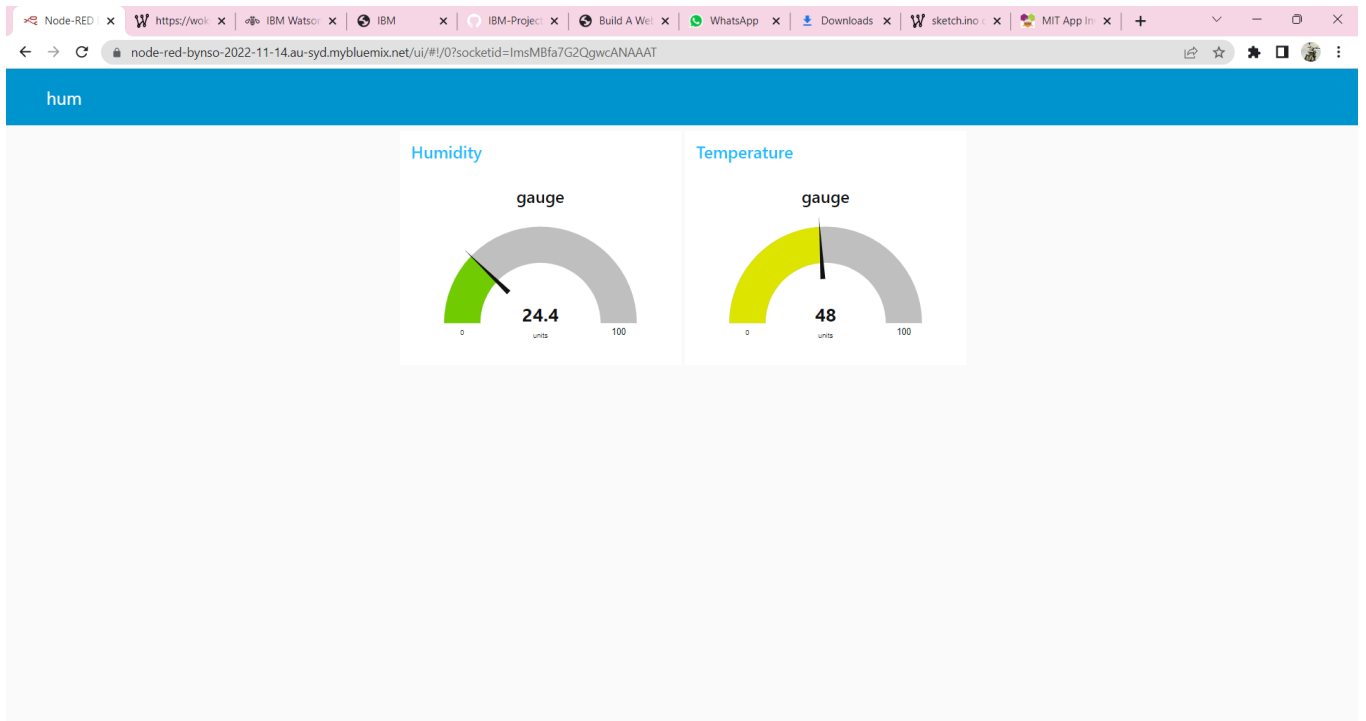 Node-RED
https://wok
IBM Watson
IBM
IBM-Project
Build A Web
WhatsApp
Downloads
sketch.ino
MIT App In
node-red-bynso-2022-11-14.au-syd.mybluemix.net/ui/#!/0?socketid=ImsMBfa7G2QgwcANAAAT
hum
Humidity
gauge
24.4
units
0
100
Temperature
gauge
48
units
0
100